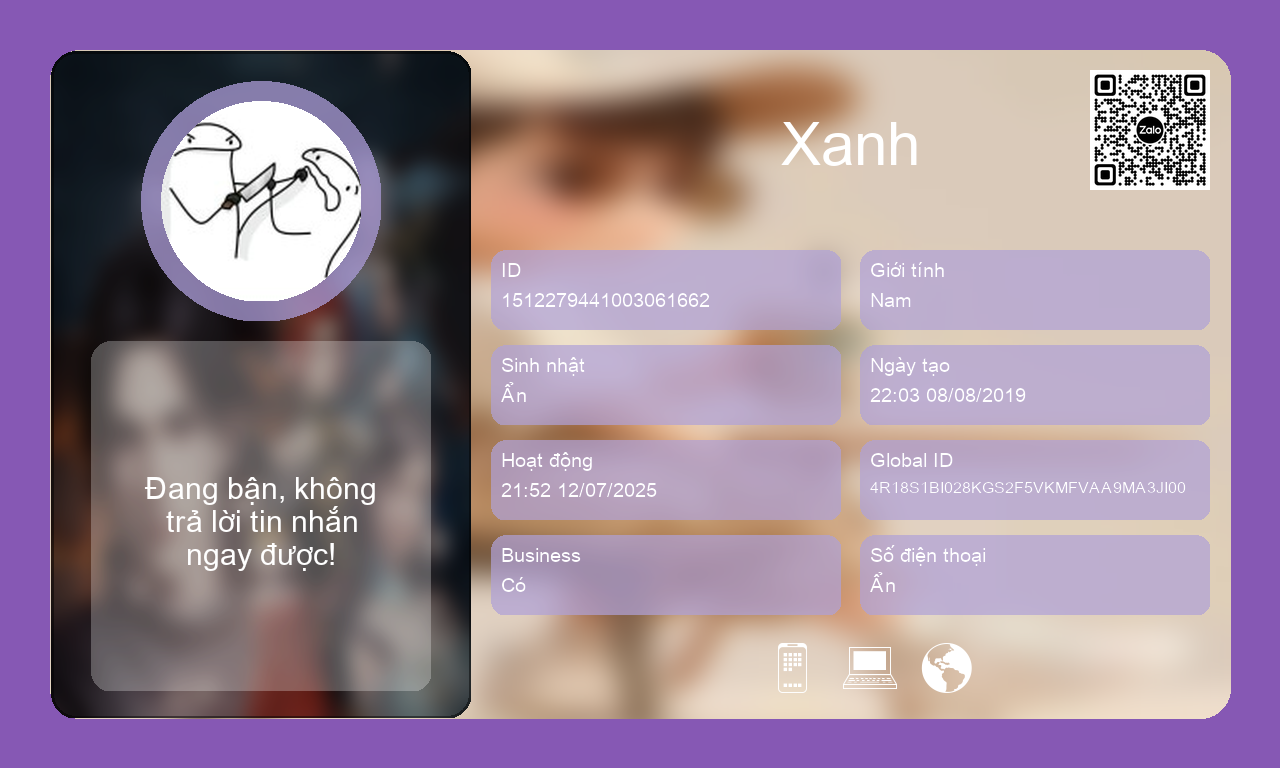 Xanh
Zalo
ID
1512279441003061662
Giới tính
Nam
Sinh nhật
Ẩn
Ngày tạo
22:03 08/08/2019
Hoạt động
21:52 12/07/2025
Global ID
4R18S1BI028KGS2F5VKMFVAA9MA3JI00
Business
Có
Số điện thoại
Ẩn
Đang bận, không
trả lời tin nhắn
ngay được!